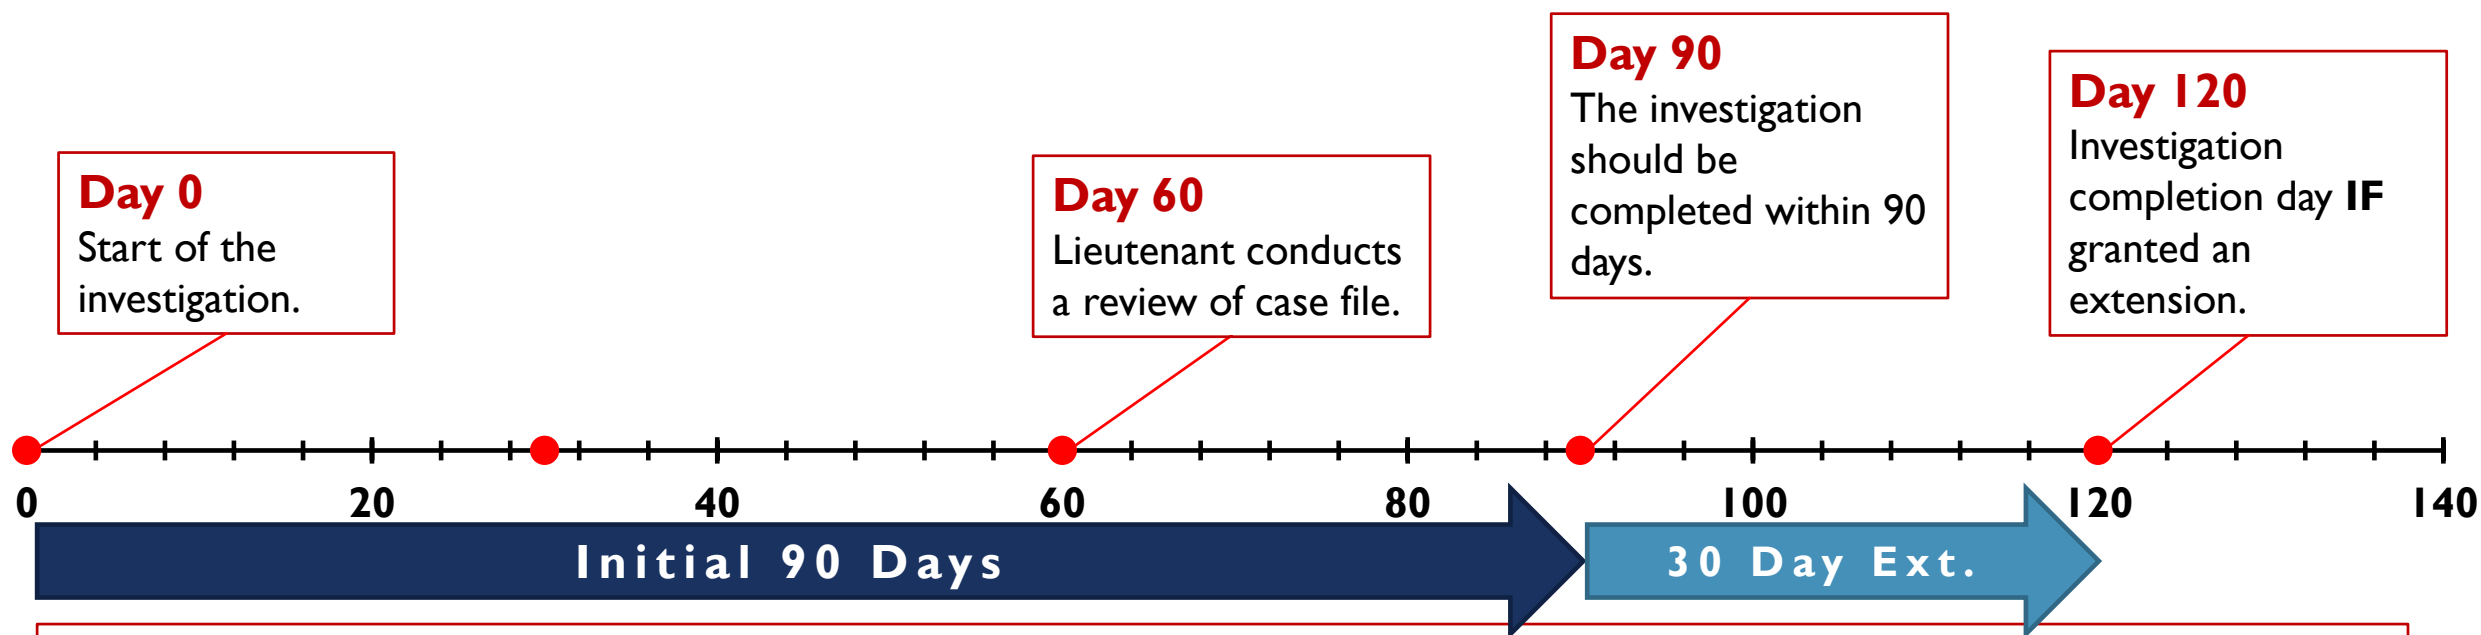 Day 0
Start of the
investigation.
Day 60
Lieutenant conducts
a review of case file.
Day 90
The investigation
should be
completed within 90
days.
Day 120
Investigation
completion day IF
granted an
extension.
0 20 40 60 80 100 120 140
Initial 90 Days
30 Day Ext.